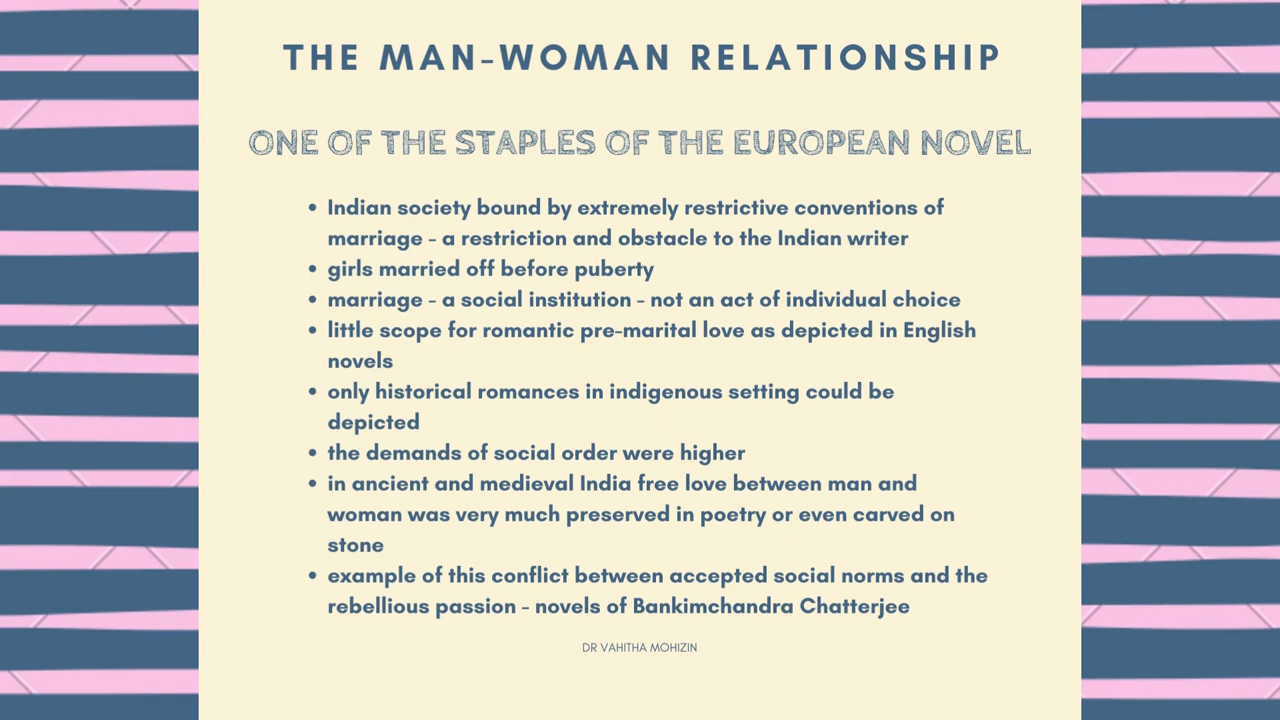 THE MAN-WOMAN RELATIONSHIP
ONE OF THE STAPLES OF THE EUROPEAN NOVEL
• Indian society bound by extremely restrictive conventions of
marriage - a restriction and obstacle to the Indian writer
• girls married off before puberty
• marriage - a social institution - not an act of individual choice
• little scope for romantic pre-marital love as depicted in English
novels
• only historical romances in indigenous setting could be
depicted
• the demands of social order were higher
• in ancient and medieval India free love between man and
woman was very much preserved in poetry or even carved on
stone
• example of this conflict between accepted social norms and the
rebellious passion - novels of Bankimchandra Chatterjee
DR VAHITHA MOHIZIN